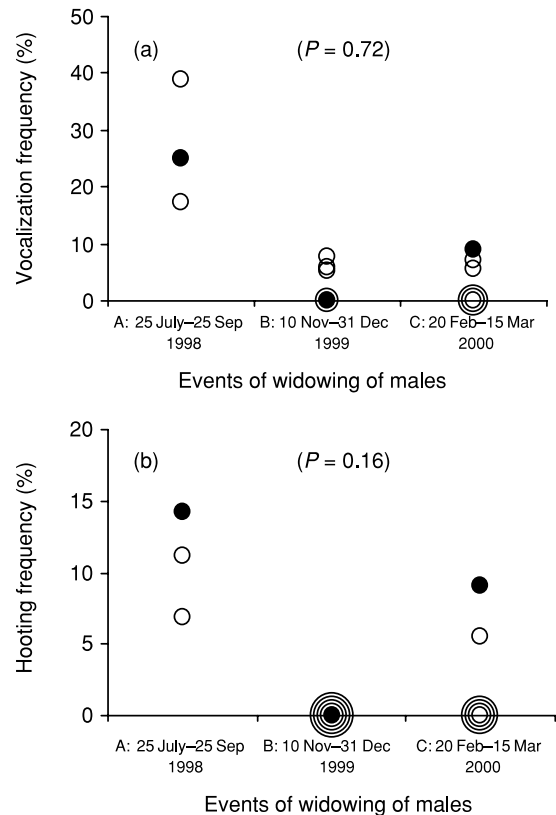 50
(a)
(P = 0.72)
40
30
20
10
0
Vocalization frequency (%)
A: 25 July–25 Sep B: 10 Nov–31 Dec C: 20 Feb–15 Mar
1998 1999 2000
Events of widowing of males
20
(b)
(P = 0.16)
15
10
5
0
Hooting frequency (%)
A: 25 July–25 Sep B: 10 Nov–31 Dec C: 20 Feb–15 Mar
1998 1999 2000
Events of widowing of males